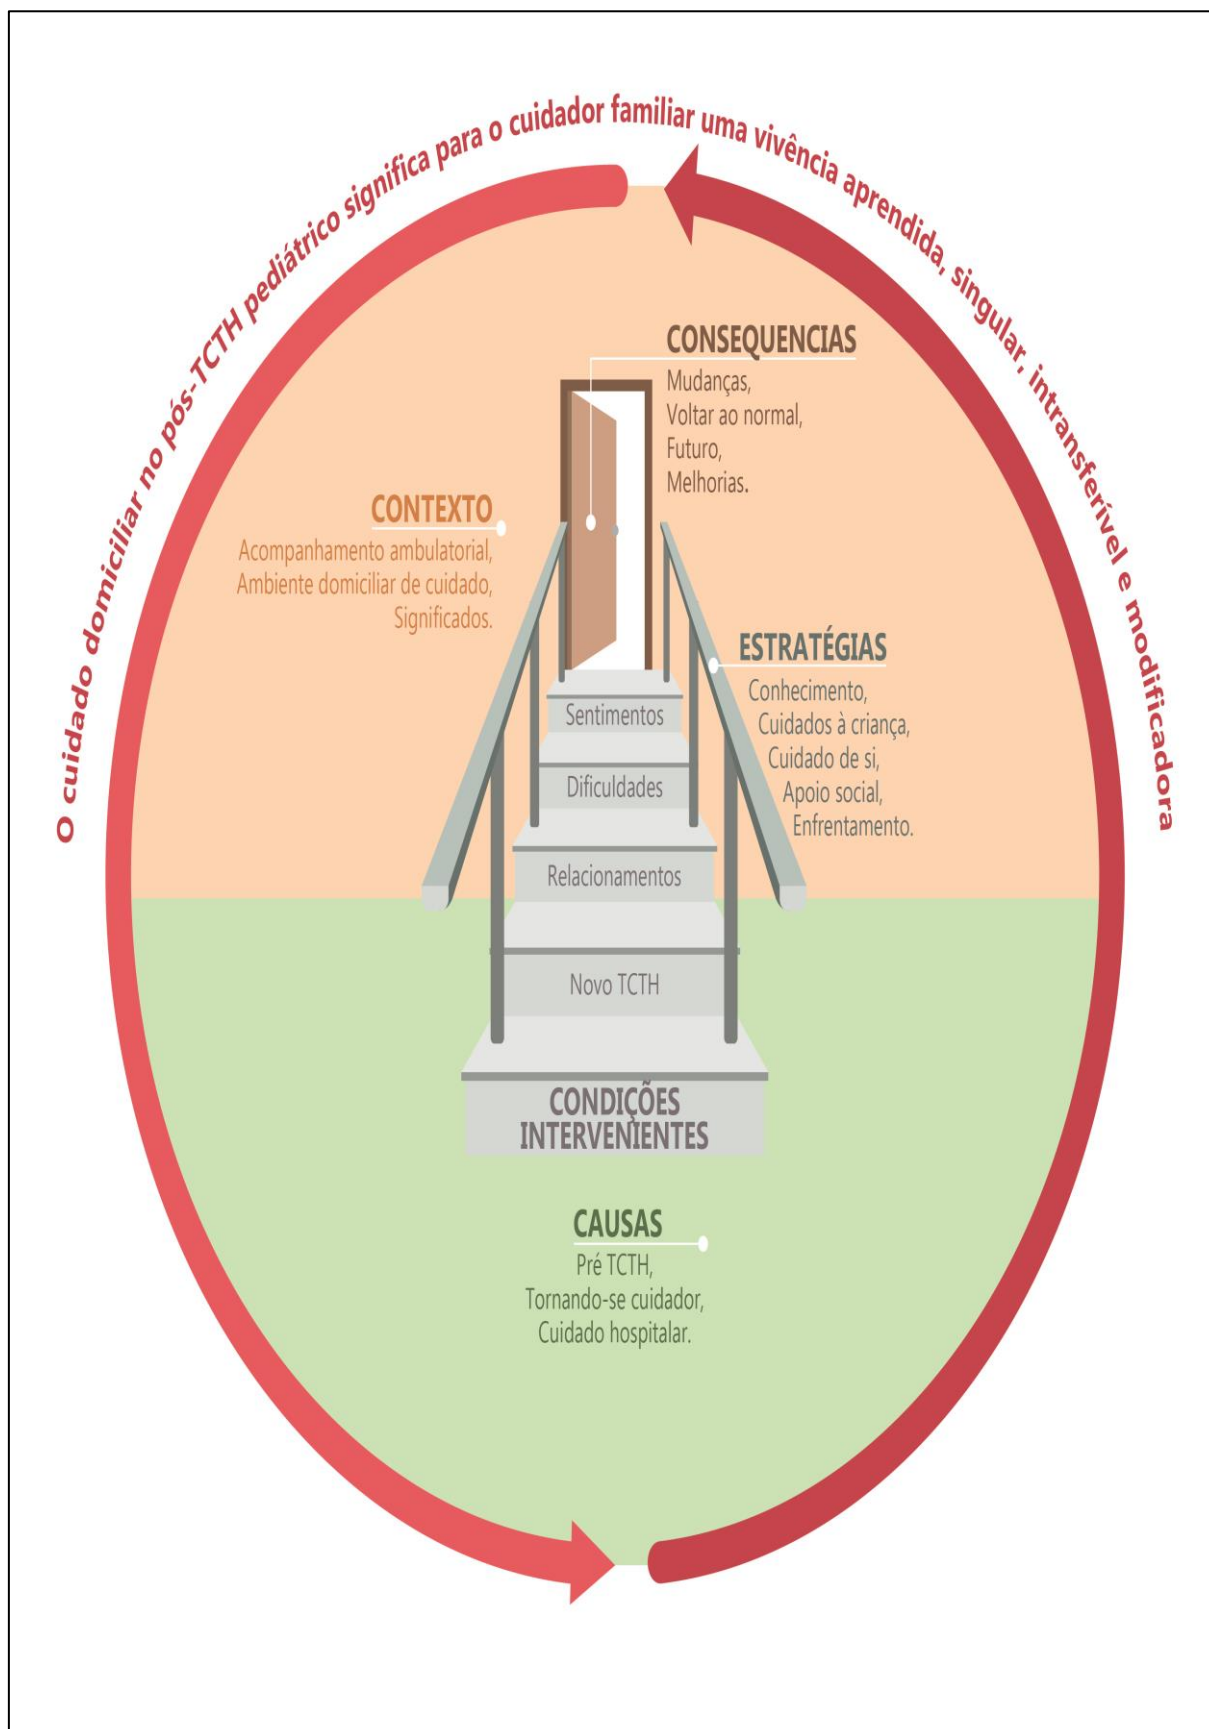 O cuidado domiciliar no pós-TCTH pediátrico significa para o cuidador familiar uma vivência aprendida, singular, intransferível e modificadora
CONSEQUENCIAS
Mudanças,
Voltar ao normal,
Futuro,
Melhorias.
CONTEXTO
Acompanhamento ambulatorial,
Ambiente domiciliar de cuidado,
Significados.
ESTRATÉGIAS
Conhecimento,
Cuidados à criança,
Cuidado de si,
Apoio social,
Enfrentamento.
Sentimentos
Dificuldades
Relacionamentos
Novo TCTH
CONDIÇÕES
INTERVENIENTES
CAUSAS
Pré TCTH,
Tornando-se cuidador,
Cuidado hospitalar.